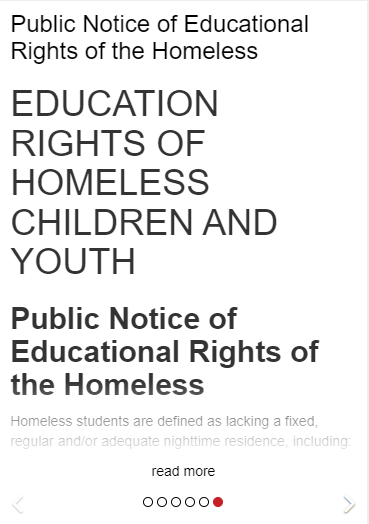 Public Notice of Educational
Rights of the Homeless
EDUCATION
RIGHTS OF
HOMELESS
CHILDREN AND
YOUTH
Public Notice of
Educational Rights of
the Homeless
Homeless students are defined as lacking a fixed,
regular and/or adequate nighttime residence, including:
read more